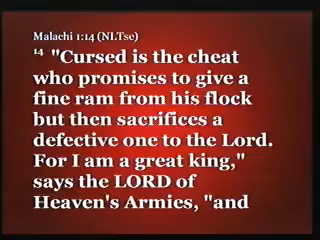 Malachi 1:14 (NLTse)
14 "Cursed is the cheat
who promises to give a
fine ram from his flock
but then sacrifices a
defective one to the Lord.
For I am a great king,"
says the LORD of
Heaven's Armies, "and